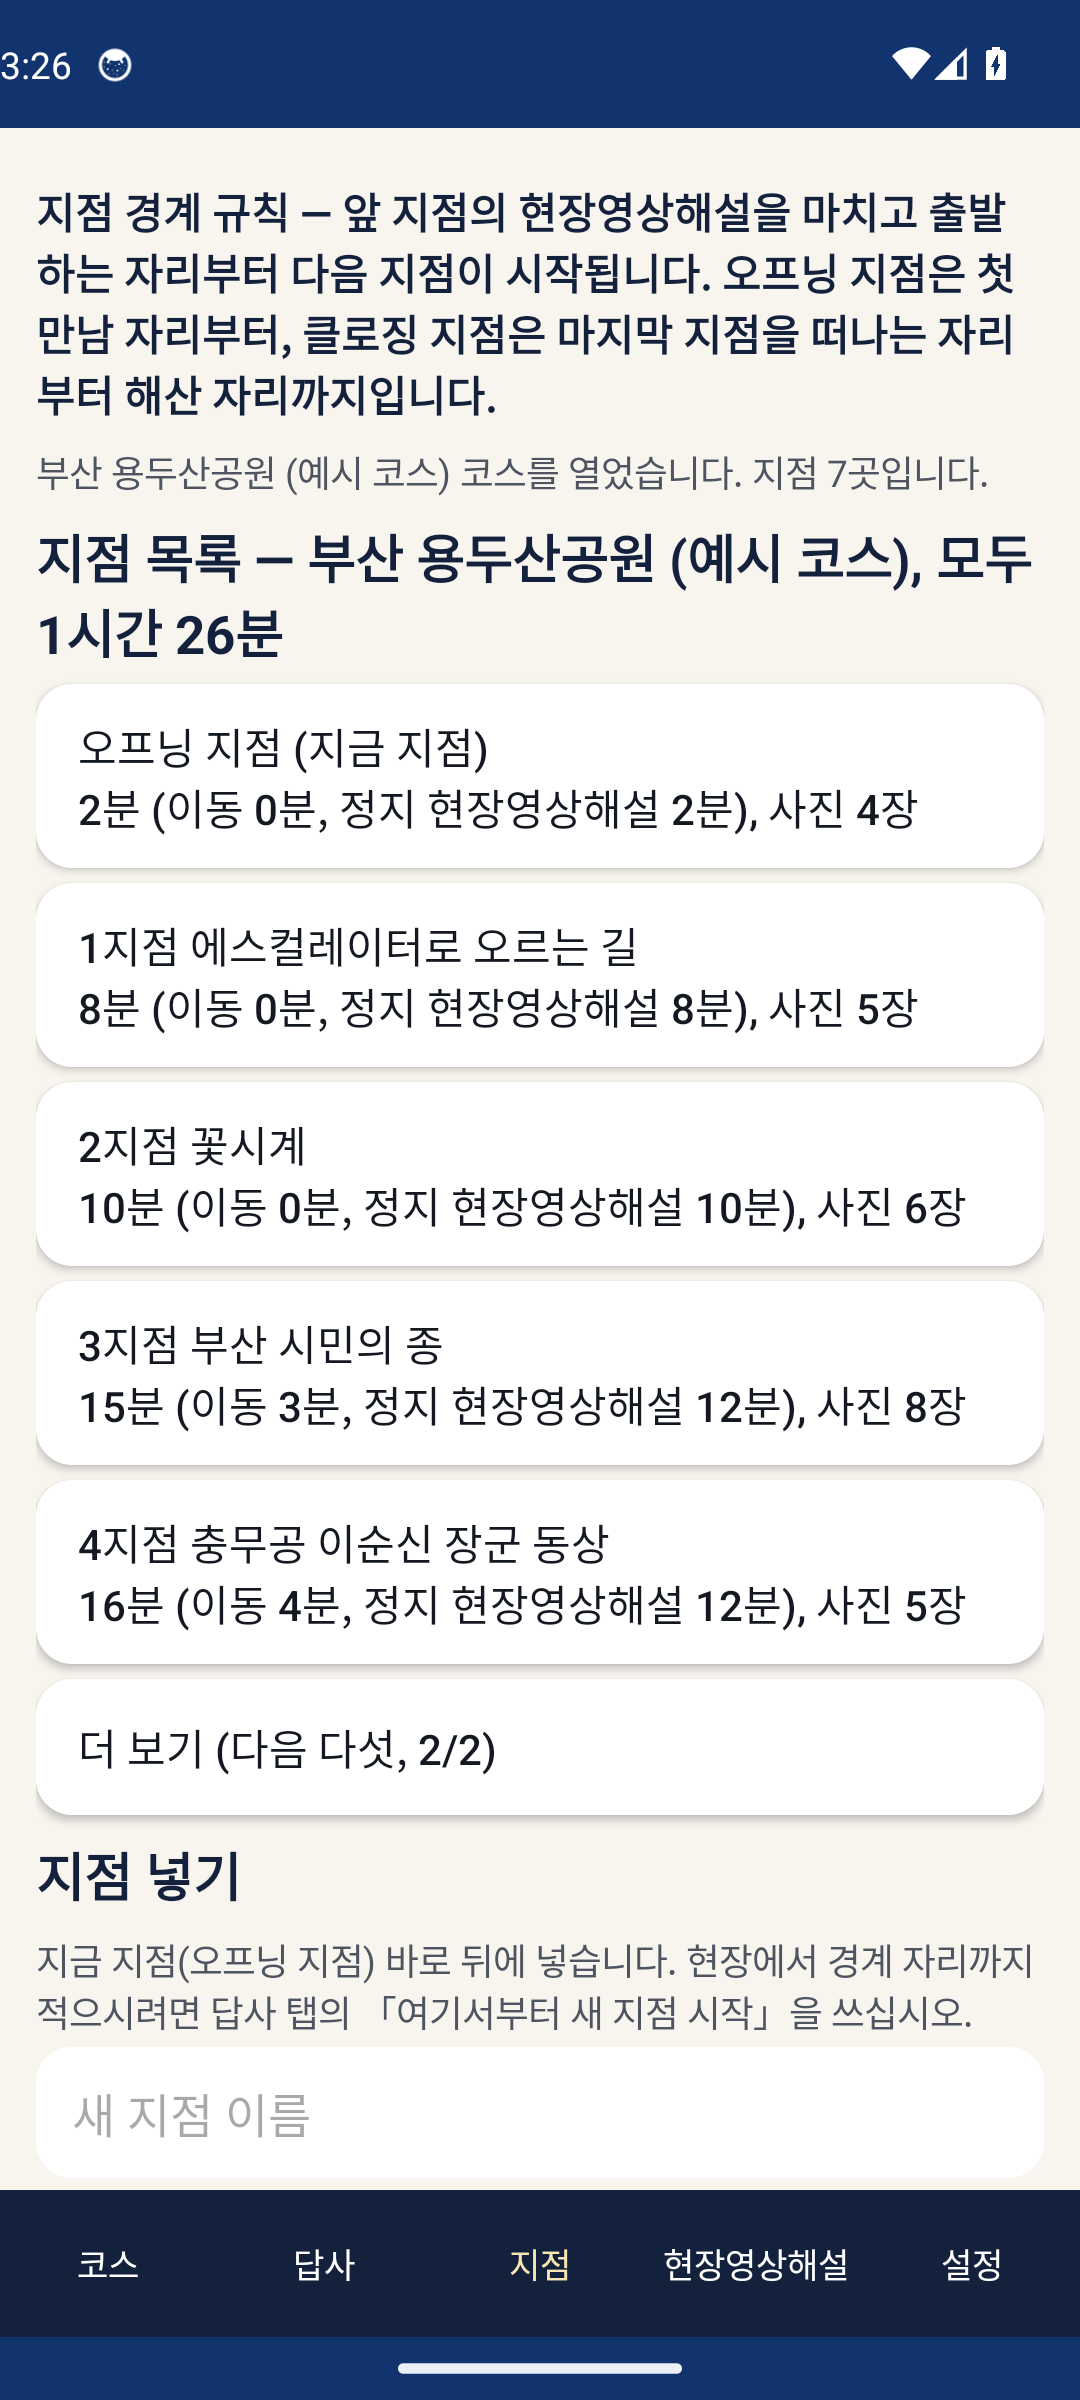 3:26
지점 경계 규칙 – 앞 지점의 현장영상해설을 마치고 출발
하는 자리부터 다음 지점이 시작됩니다. 오프닝 지점은 첫
만남 자리부터, 클로징 지점은 마지막 지점을 떠나는 자리
부터 해산 자리까지입니다.
부산 용두산공원 (예시 코스) 코스를 열었습니다. 지점 7곳입니다.
지점 목록 – 부산 용두산공원 (예시 코스), 모두
1시간 26분
오프닝 지점 (지금 지점)
2분 (이동 0분, 정지 현장영상해설 2분), 사진 4장
1지점 에스컬레이터로 오르는 길
8분 (이동 0분, 정지 현장영상해설 8분), 사진 5장
2지점 꽃시계
10분 (이동 0분, 정지 현장영상해설 10분), 사진 6장
3지점 부산 시민의 종
15분 (이동 3분, 정지 현장영상해설 12분), 사진 8장
4지점 충무공 이순신 장군 동상
16분 (이동 4분, 정지 현장영상해설 12분), 사진 5장
더 보기 (다음 다섯, 2/2)
지점 넣기
지금 지점(오프닝 지점) 바로 뒤에 넣습니다. 현장에서 경계 자리까지
적으시려면 답사 탭의 「여기서부터 새 지점 시작」을 쓰십시오.
새 지점 이름
코스 답사 지점 현장영상해설 설정